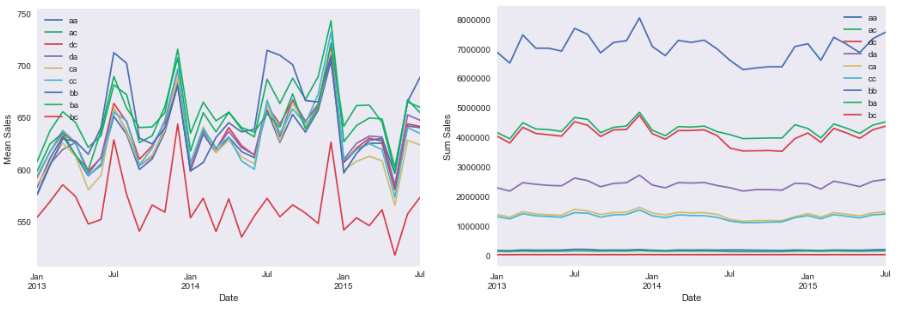 750
700
650
600
550
Mean Sales
aa
ac
dc
da
ca
cc
bb
ba
bc
Jan
2013
Jul
Jan
2014
Jul
Jan
2015
Jul
Date
8000000
7000000
6000000
5000000
4000000
3000000
2000000
1000000
0
Sum Sales
aa
ac
dc
da
ca
cc
bb
ba
bc
Jan
2013
Jul
Jan
2014
Jul
Jan
2015
Jul
Date